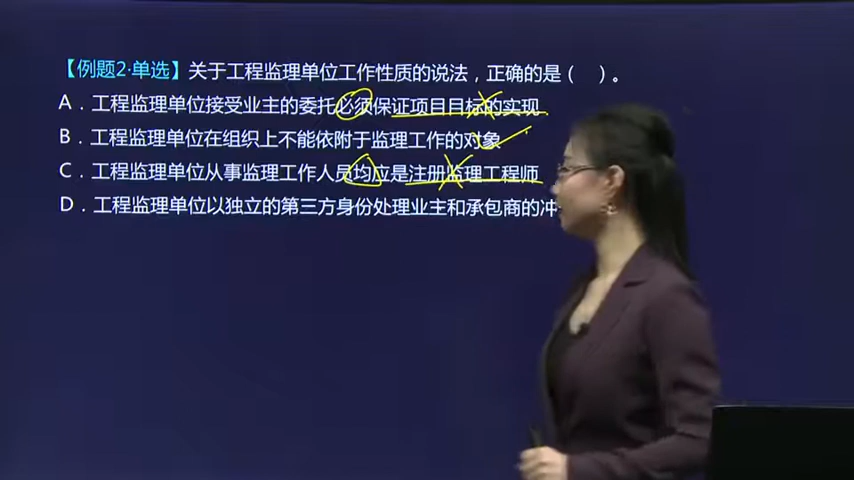 【例题2·单选】关于工程监理单位工作性质的说法，正确的是（ ）。
A．工程监理单位接受业主的委托必须保证项目目标的实现
B．工程监理单位在组织上不能依附于监理工作的对象
C．工程监理单位从事监理工作人员均应是注册监理工程师
D．工程监理单位以独立的第三方身份处理业主和承包商的冲